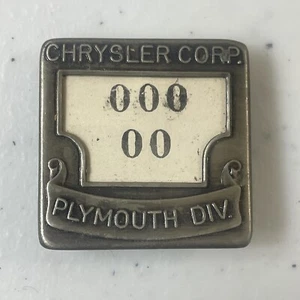 CHRYSLER CORP.
000
00
PLYMOUTH DIV.